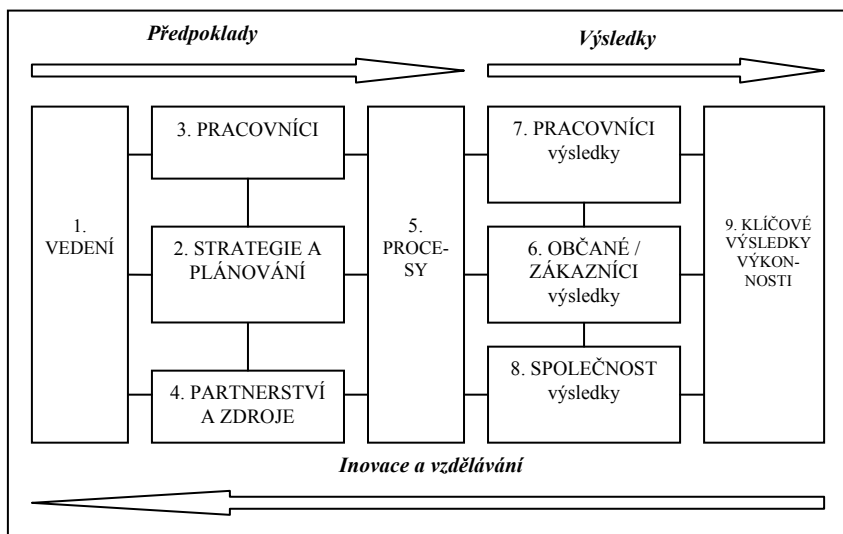 Předpoklady
Výsledky
1.
VEDENÍ
3. PRACOVNÍCI
2. STRATEGIE A
PLÁNOVÁNÍ
4. PARTNERSTVÍ
A ZDROJE
5.
PROCE-
SY
7. PRACOVNÍCI
výsledky
6. OBČANÉ /
ZÁKAZNÍCI
výsledky
8. SPOLEČNOST
výsledky
9. KLÍČOVÉ
VÝSLEDKY
VÝKON-
NOSTI
Inovace a vzdělávání